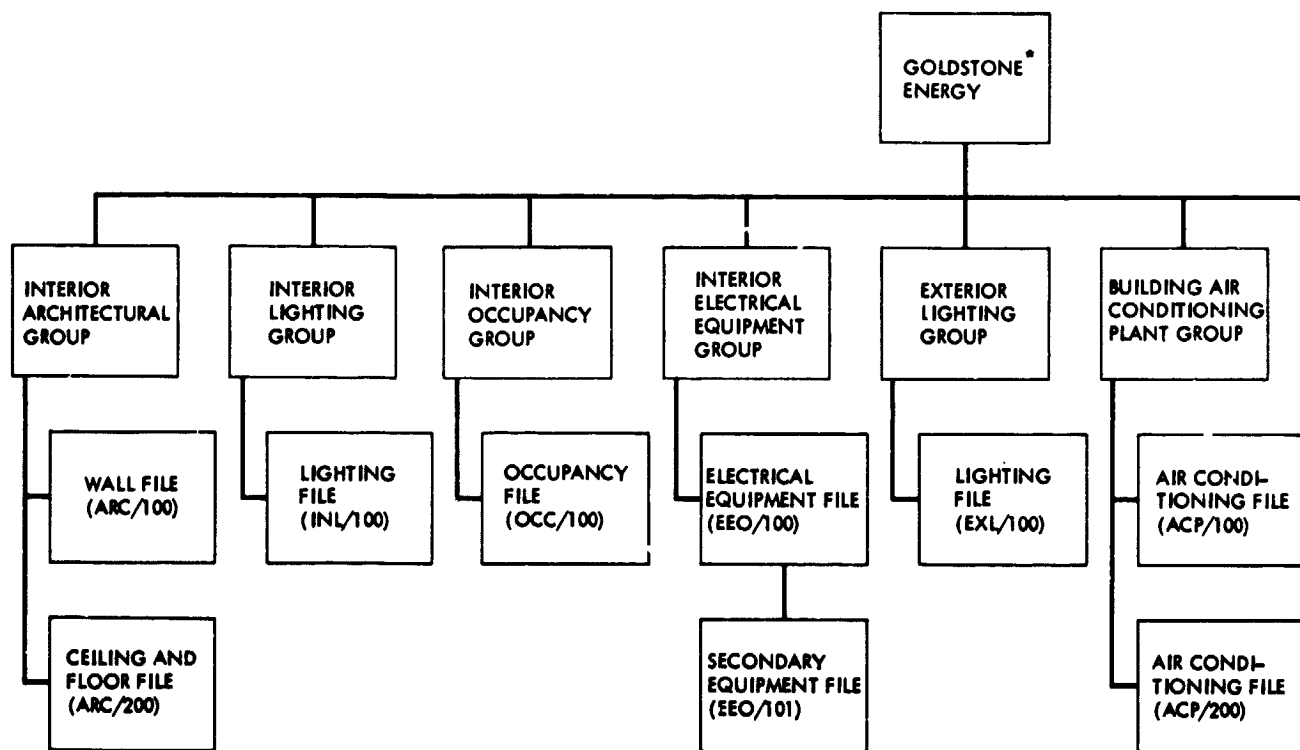 GOLDSTONE*
ENERGY
INTERIOR
ARCHITECTURAL
GROUP
INTERIOR
LIGHTING
GROUP
INTERIOR
OCCUPANCY
GROUP
INTERIOR
ELECTRICAL
EQUIPMENT
GROUP
EXTERIOR
LIGHTING
GROUP
BUILDING AIR
CONDITIONING
PLANT GROUP
WALL FILE
(ARC/100)
LIGHTING
FILE
(INL/100)
OCCUPANCY
FILE
(OCC/100)
ELECTRICAL
EQUIPMENT FILE
(EEO/100)
LIGHTING
FILE
(EXL/100)
AIR CONDI-
TIONING FILE
(ACP/100)
CEILING AND
FLOOR FILE
(ARC/200)
SECONDARY
EQUIPMENT FILE
(EEO/101)
AIR CONDI-
TIONING FILE
(ACP/200)